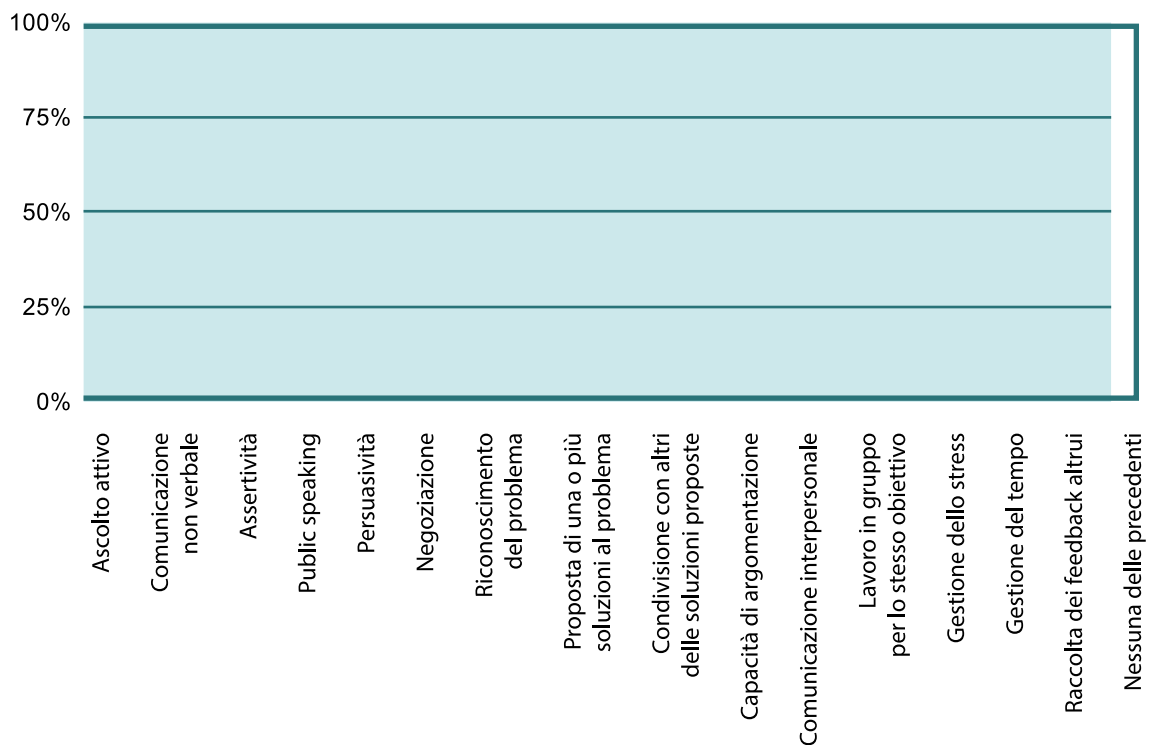 100%
75%
50%
25%
0%
Ascolto attivo
Comunicazione
non verbale
Assertività
Public speaking
Persuasività
Negoziazione
Riconoscimento
del problema
Proposta di una o più
soluzioni al problema
Condivisione con altri
delle soluzioni proposte
Capacità di argomentazione
Comunicazione interpersonale
Lavoro in gruppo
per lo stesso obiettivo
Gestione dello stress
Gestione del tempo
Raccolta dei feedback altrui
Nessuna delle precedenti